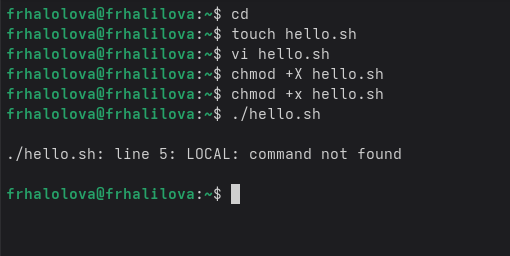 frhalolova@frhalilova:~$ cd
frhalolova@frhalilova:~$ touch hello.sh
frhalolova@frhalilova:~$ vi hello.sh
frhalolova@frhalilova:~$ chmod +X hello.sh
frhalolova@frhalilova:~$ chmod +x hello.sh
frhalolova@frhalilova:~$ ./hello.sh
./hello.sh: line 5: LOCAL: command not found
frhalolova@frhalilova:~$